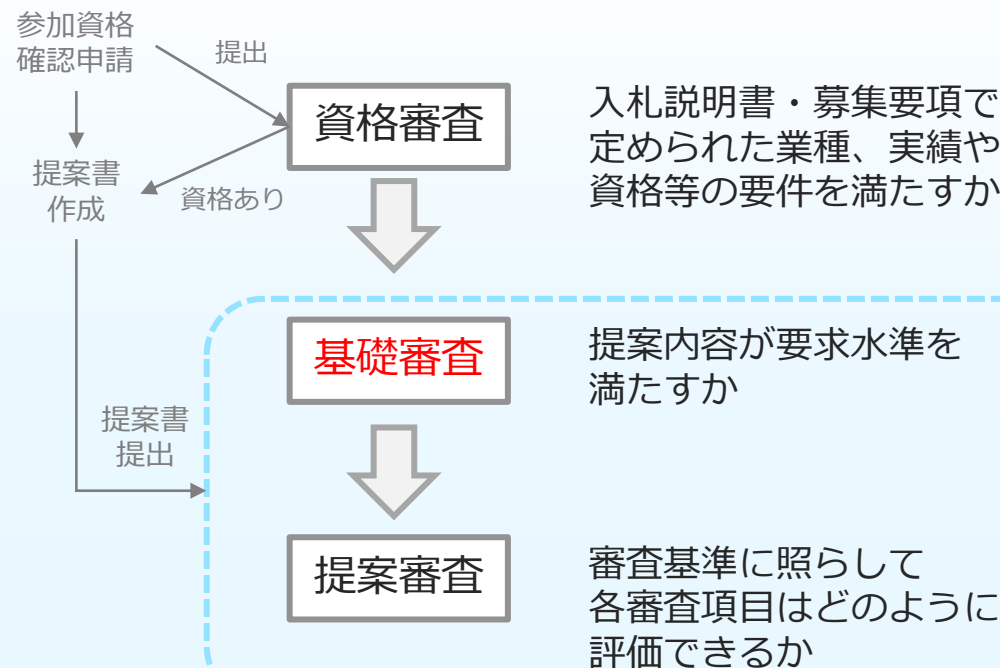 参加資格
確認申請
提出
資格審査
入札説明書・募集要項で
定められた業種、実績や
資格等の要件を満たすか
提案書
作成
資格あり
基礎審査
提案内容が要求水準を
満たすか
提案書
提出
提案審査
審査基準に照らして
各審査項目はどのように
評価できるか